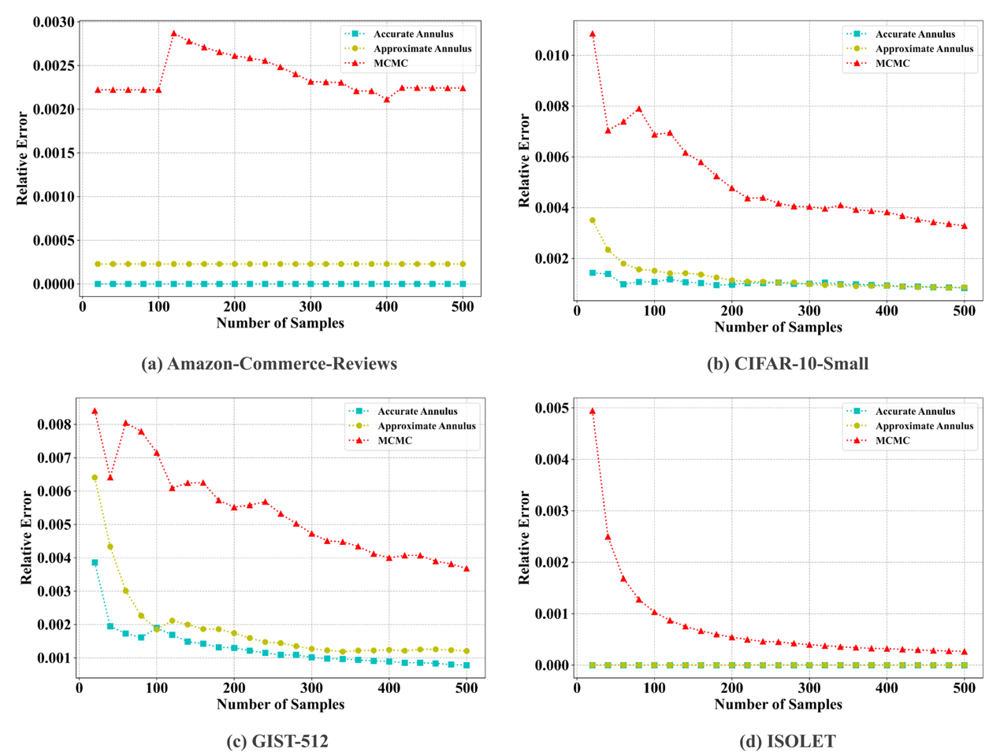 0.0030
0.0025
0.0020
0.0015
0.0010
0.0005
0.0000
Relative Error
0 100 200 300 400 500
Number of Samples
Accurate Annulus
Approximate Annulus
MCMC
(a) Amazon-Commerce-Reviews
0.010
0.008
0.006
0.004
0.002
Relative Error
0 100 200 300 400 500
Number of Samples
Accurate Annulus
Approximate Annulus
MCMC
(b) CIFAR-10-Small
0.008
0.007
0.006
0.005
0.004
0.003
0.002
0.001
Relative Error
0 100 200 300 400 500
Number of Samples
Accurate Annulus
Approximate Annulus
MCMC
(c) GIST-512
0.005
0.004
0.003
0.002
0.001
0.000
Relative Error
0 100 200 300 400 500
Number of Samples
Accurate Annulus
Approximate Annulus
MCMC
(d) ISOLET